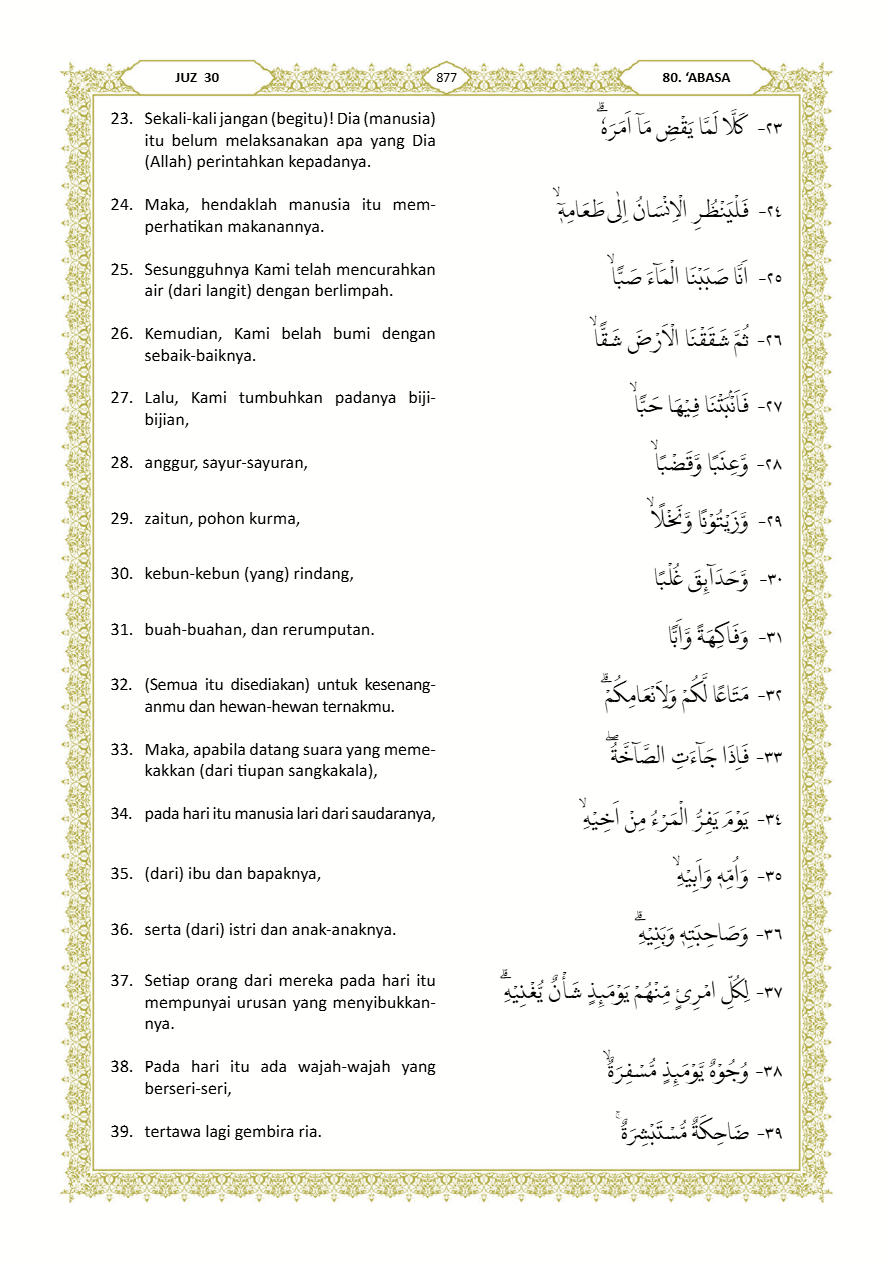 JUZ 30
877
80. ‘ABASA
23. Sekali-kali jangan (begitu)! Dia (manusia)
itu belum melaksanakan apa yang Dia
(Allah) perintahkan kepadanya.
٢٣- كَلَّا لَمَّا يَقْضِ مَآ اَمَرَهٗۗ
24. Maka, hendaklah manusia itu mem-
perhatikan makanannya.
٢٤- فَلْيَنْظُرِ الْاِنْسَانُ اِلٰى طَعَامِهٖٓ ۙ
25. Sesungguhnya Kami telah mencurahkan
air (dari langit) dengan berlimpah.
٢٥- اَنَّا صَبَبْنَا الْمَاۤءَ صَبًّاۙ
26. Kemudian, Kami belah bumi dengan
sebaik-baiknya.
٢٦- ثُمَّ شَقَقْنَا الْاَرْضَ شَقًّاۙ
27. Lalu, Kami tumbuhkan padanya biji-
bijian,
٢٧- فَاَنْۢبَتْنَا فِيْهَا حَبًّاۙ
28. anggur, sayur-sayuran,
٢٨- وَّعِنَبًا وَّقَضْبًاۙ
29. zaitun, pohon kurma,
٢٩- وَّزَيْتُوْنًا وَّنَخْلًاۙ
30. kebun-kebun (yang) rindang,
٣٠- وَّحَدَاۤىِٕقَ غُلْبًا
31. buah-buahan, dan rerumputan.
٣١- وَفَاكِهَةً وَّاَبًّا
32. (Semua itu disediakan) untuk kesenang-
anmu dan hewan-hewan ternakmu.
٣٢- مَتَاعًا لَّكُمْ وَلِاَنْعَامِكُمْۗ
33. Maka, apabila datang suara yang meme-
kakkan (dari tiupan sangkakala),
٣٣- فَاِذَا جَاۤءَتِ الصَّاۤخَّةُ ۖ
34. pada hari itu manusia lari dari saudaranya,
٣٤- يَوْمَ يَفِرُّ الْمَرْءُ مِنْ اَخِيْهِۙ
35. (dari) ibu dan bapaknya,
٣٥- وَاُمِّهٖ وَاَبِيْهِۙ
36. serta (dari) istri dan anak-anaknya.
٣٦- وَصَاحِبَتِهٖ وَبَنِيْهِۗ
37. Setiap orang dari mereka pada hari itu
mempunyai urusan yang menyibukkan-
nya.
٣٧- لِكُلِّ امْرِئٍ مِّنْهُمْ يَوْمَىِٕذٍ شَأْنٌ يُّغْنِيْهِۗ
38. Pada hari itu ada wajah-wajah yang
berseri-seri,
٣٨- وُجُوْهٌ يَّوْمَىِٕذٍ مُّسْفِرَةٌۙ
39. tertawa lagi gembira ria.
٣٩- ضَاحِكَةٌ مُّسْتَبْشِرَةٌ ۚ